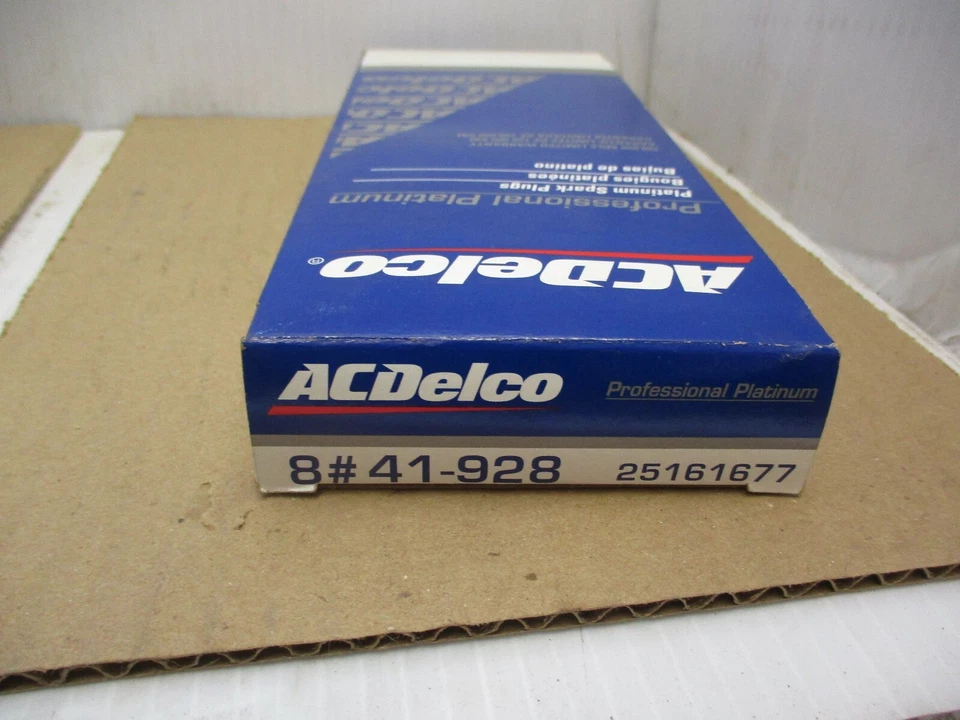 ACDelco
Professional Platinum
8# 41-928 25161677
ACDelco®
Professional Platinum
Platinum Spark Plugs
Bougies platinées
Bujías de platino